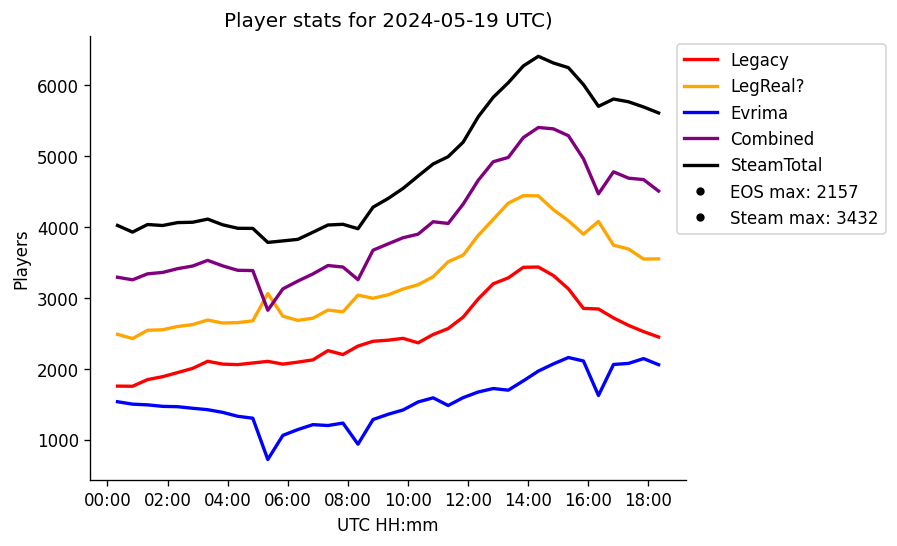 Player stats for 2024-05-19 UTC)
Legacy
LegReal?
Evrima
Combined
SteamTotal
EOS max: 2157
Steam max: 3432
Players
6000
5000
4000
3000
2000
1000
00:00 02:00 04:00 06:00 08:00 10:00 12:00 14:00 16:00 18:00
UTC HH:mm